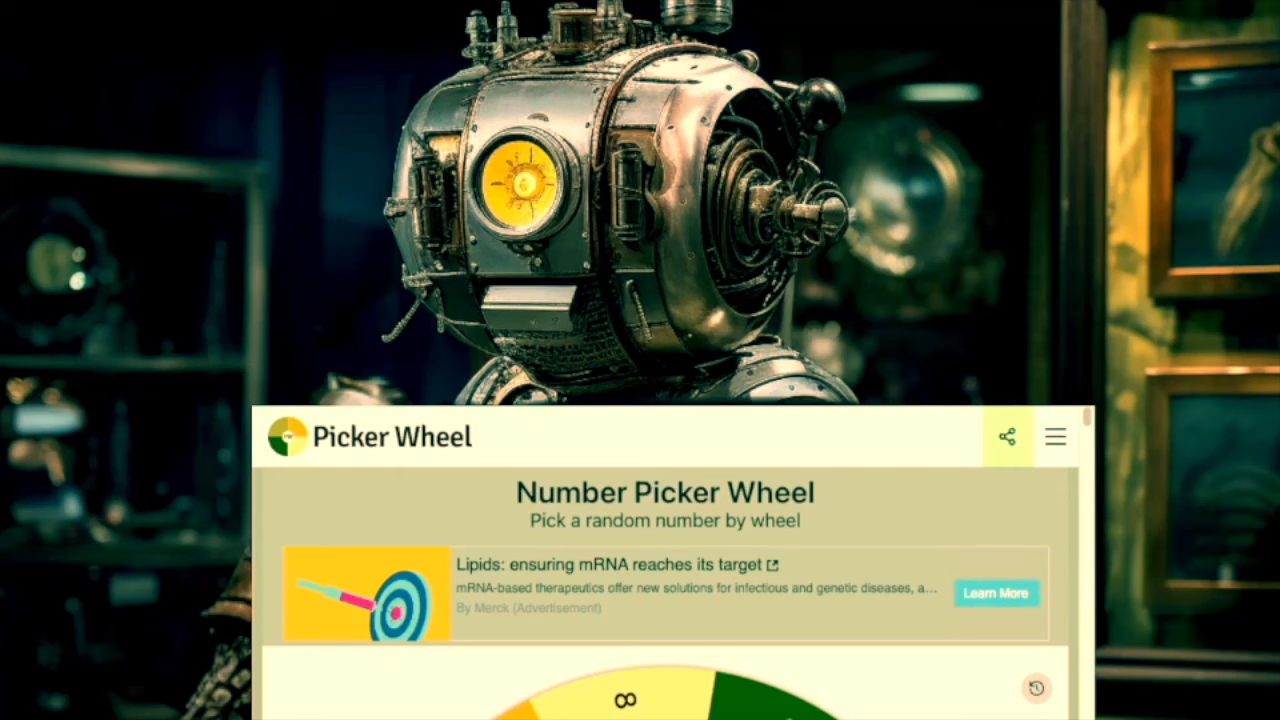 Picker Wheel
Number Picker Wheel
Pick a random number by wheel
Lipids: ensuring mRNA reaches its target
mRNA-based therapeutics offer new solutions for infectious and genetic diseases, a...
By Merck (Advertisement)
Learn More
8